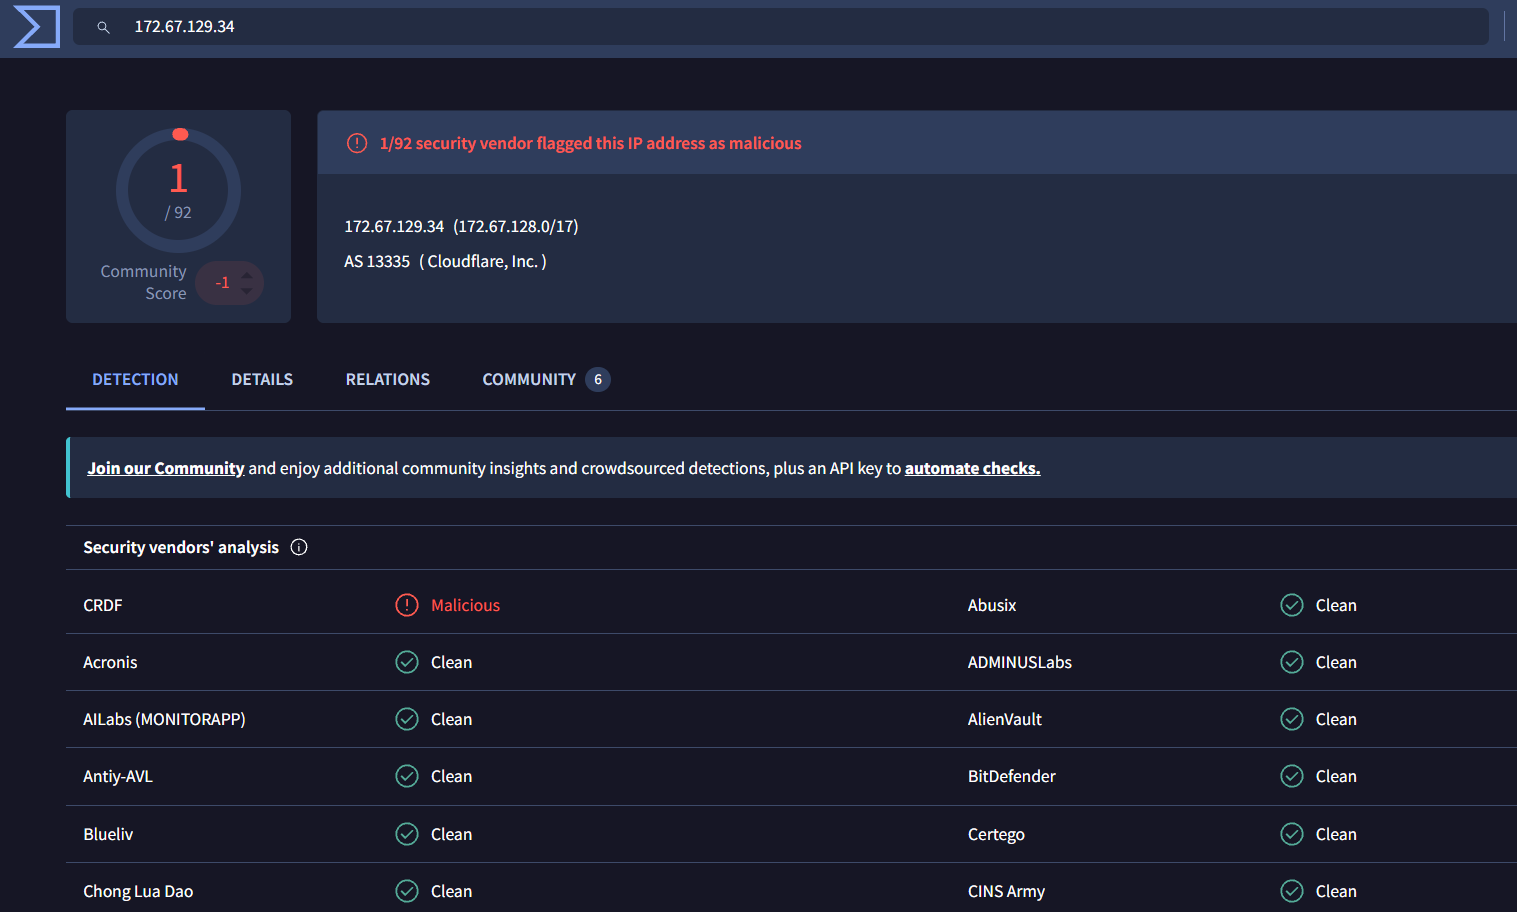 172.67.129.34
1
/ 92
Community
Score
-1
1/92 security vendor flagged this IP address as malicious
172.67.129.34 (172.67.128.0/17)
AS 13335 ( Cloudflare, Inc. )
DETECTION DETAILS RELATIONS COMMUNITY 6
Join our Community and enjoy additional community insights and crowdsourced detections, plus an API key to automate checks.
Security vendors' analysis
CRDF Malicious Abusix Clean
Acronis Clean ADMINUSLabs Clean
AILabs (MONITORAPP) Clean AlienVault Clean
Antiy-AVL Clean BitDefender Clean
Blueliv Clean Certego Clean
Chong Lua Dao Clean CINS Army Clean